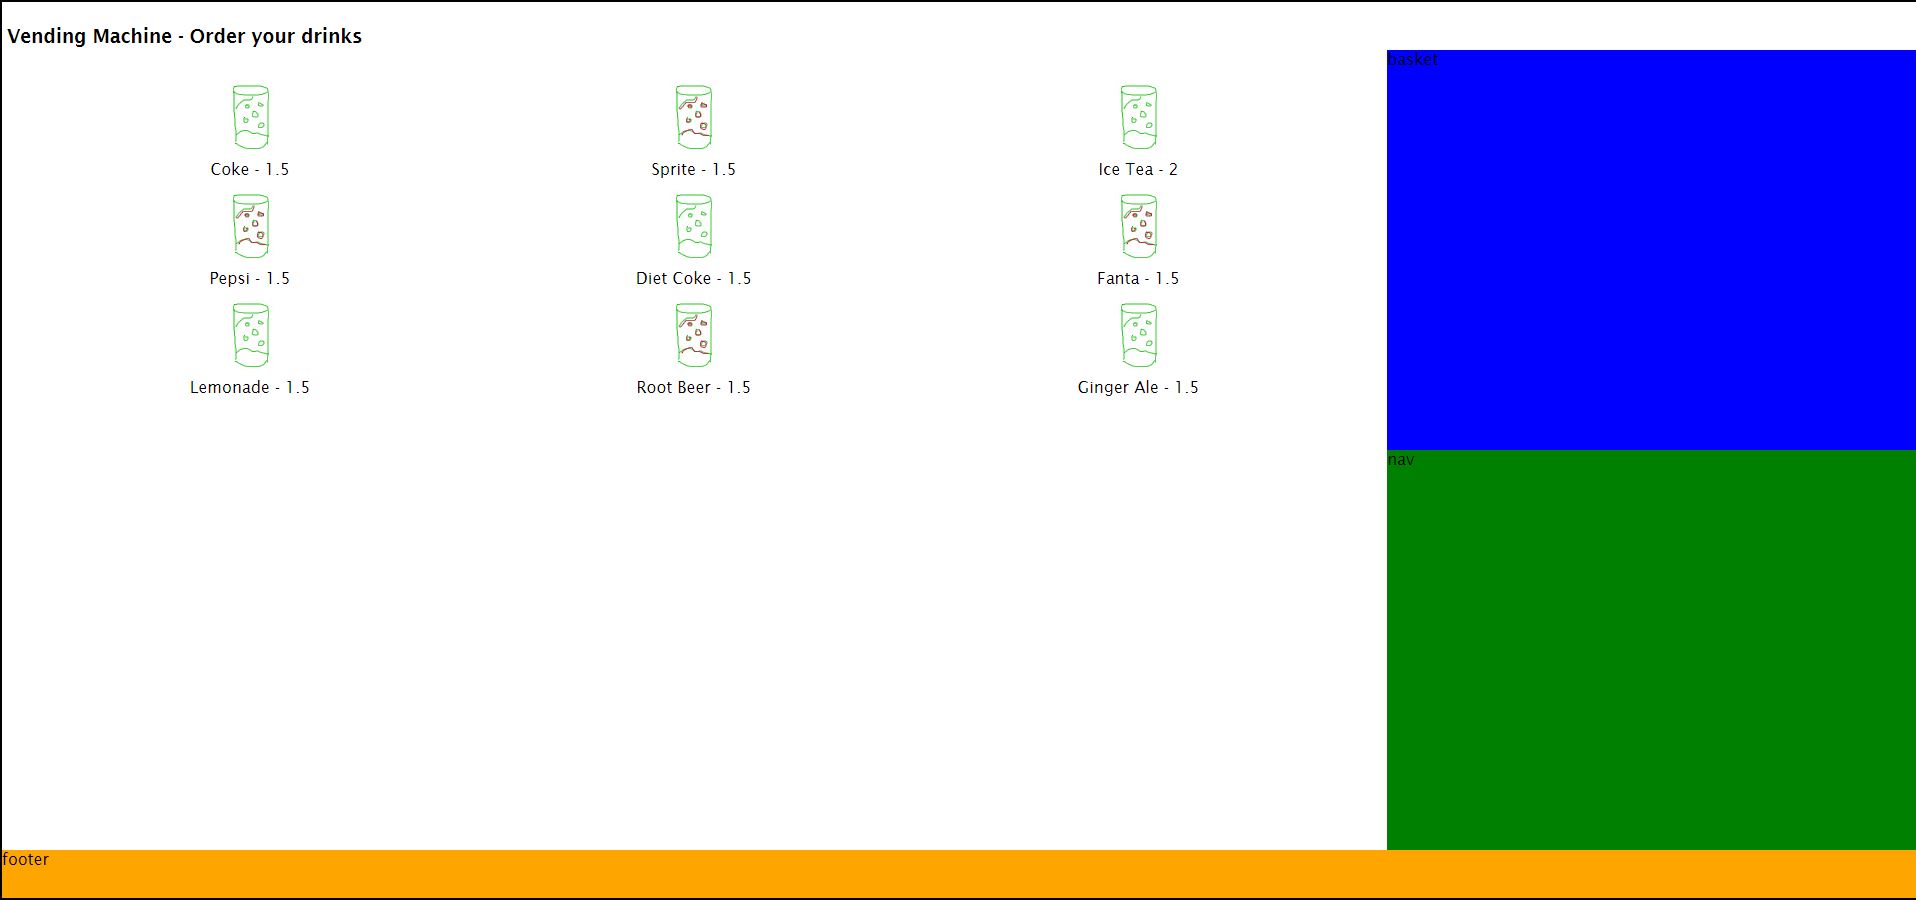 Vending Machine - Order your drinks
basket
Coke - 1.5
Sprite - 1.5
Ice Tea - 2
Pepsi - 1.5
Diet Coke - 1.5
Fanta - 1.5
Lemonade - 1.5
Root Beer - 1.5
Ginger Ale - 1.5
nav
footer